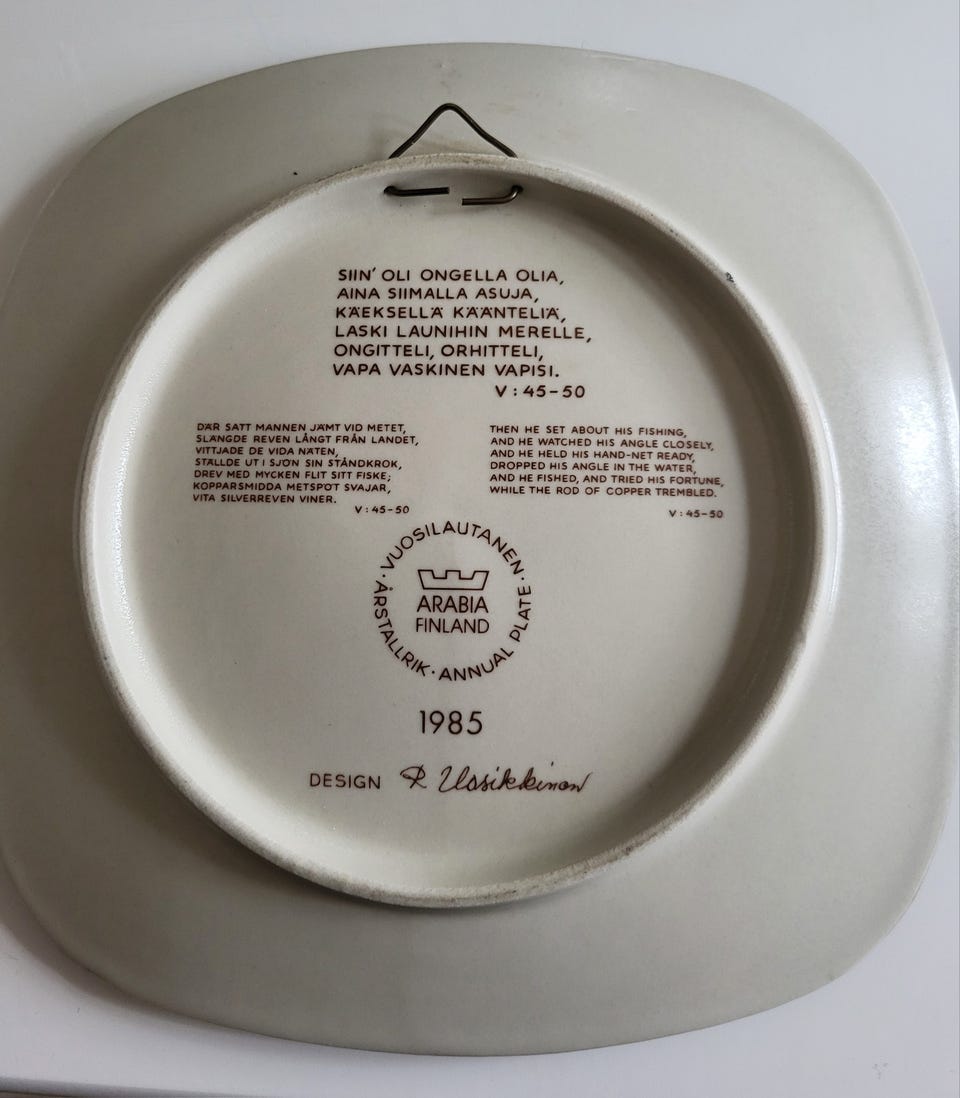 SIIN' OLI ONGELLA OLIA,
AINA SIIMALLA ASUJA,
KÄEKSELLÄ KÄÄNTELIÄ,
LASKI LAUNIHIN MERELLE,
ONGITTELI, ORHITTELI,
VAPA VASKINEN VAPISI.
V : 45-50
DÄR SATT MANNEN JÄMT VID METET,
SLÄNGDE REVEN LÅNGT FRÅN LANDET,
VITTJADE DE VIDA NÄTEN,
STÄLLDE UT I SJÖN SIN STÅNDKROK,
DREV MED MYCKEN FLIT SITT FISKE;
KOPPARSMIDDA METSPÖT SVAJAR,
VITA SILVERREVEN VINER.
V : 45-50
THEN HE SET ABOUT HIS FISHING,
AND HE WATCHED HIS ANGLE CLOSELY,
AND HE HELD HIS HAND-NET READY,
DROPPED HIS ANGLE IN THE WATER,
AND HE FISHED, AND TRIED HIS FORTUNE,
WHILE THE ROD OF COPPER TREMBLED.
V : 45-50
· VUOSILAUTANEN · ANNUAL PLATE · ÅRSTALLRIK
ARABIA
FINLAND
1985
DESIGN R Uosikkinen